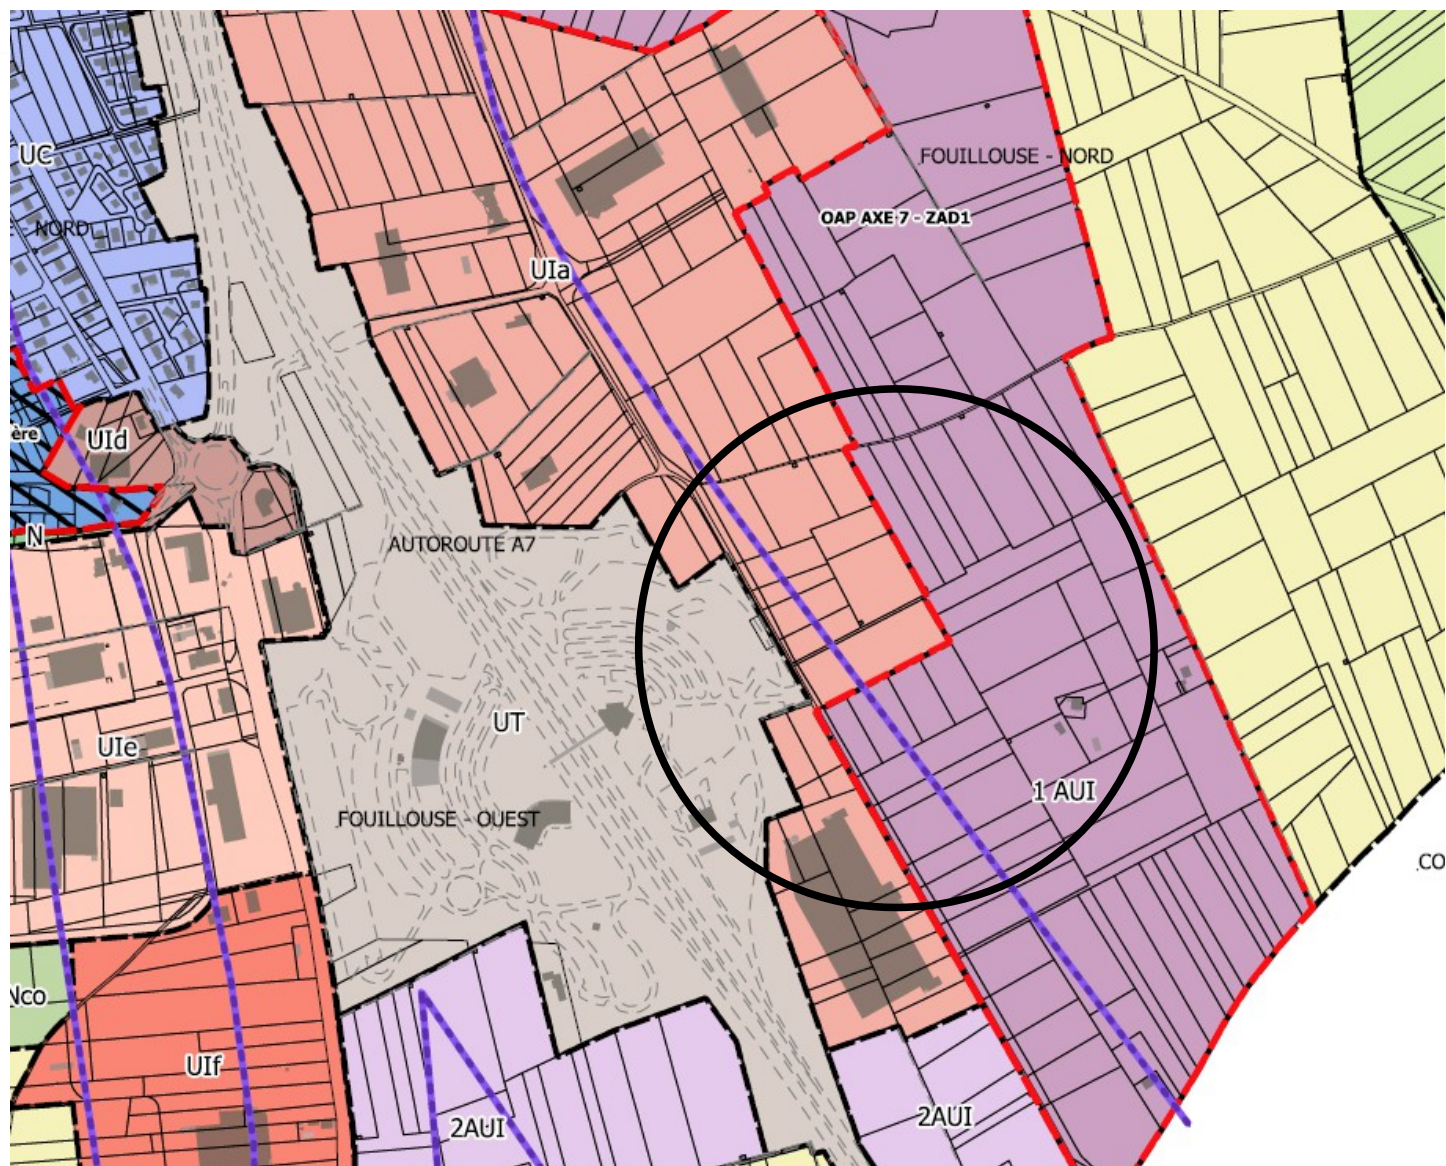 UC
FOUILLOUSE - NORD
NORD
OAP AXE 7 - ZAD1
UIa
ère
UId
N
AUTOROUTE A7
UT
UIe
1 AUI
FOUILLOUSE - OUEST
CO
Nco
UIf
2AUI
2AUI